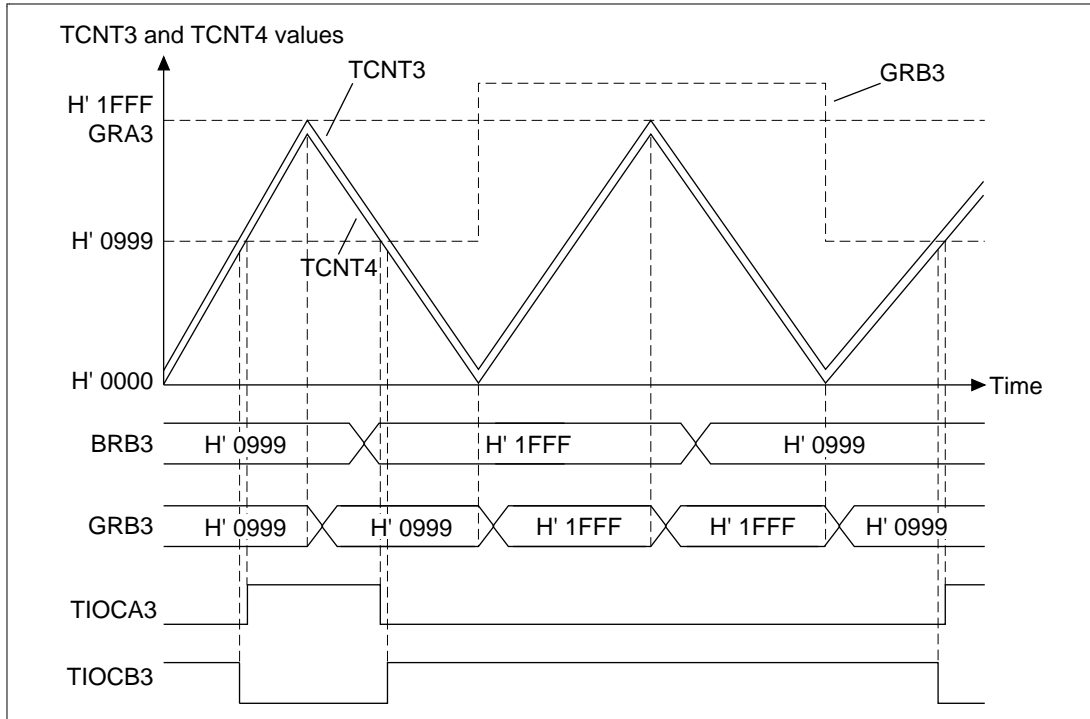 TCNT3 and TCNT4 values
TCNT3
GRB3
H' 1FFF
GRA3
H' 0999
TCNT4
H' 0000
Time
BRB3
H' 0999
H' 1FFF
H' 0999
GRB3
H' 0999
H' 0999
H' 1FFF
H' 1FFF
H' 0999
TIOCA3
TIOCB3